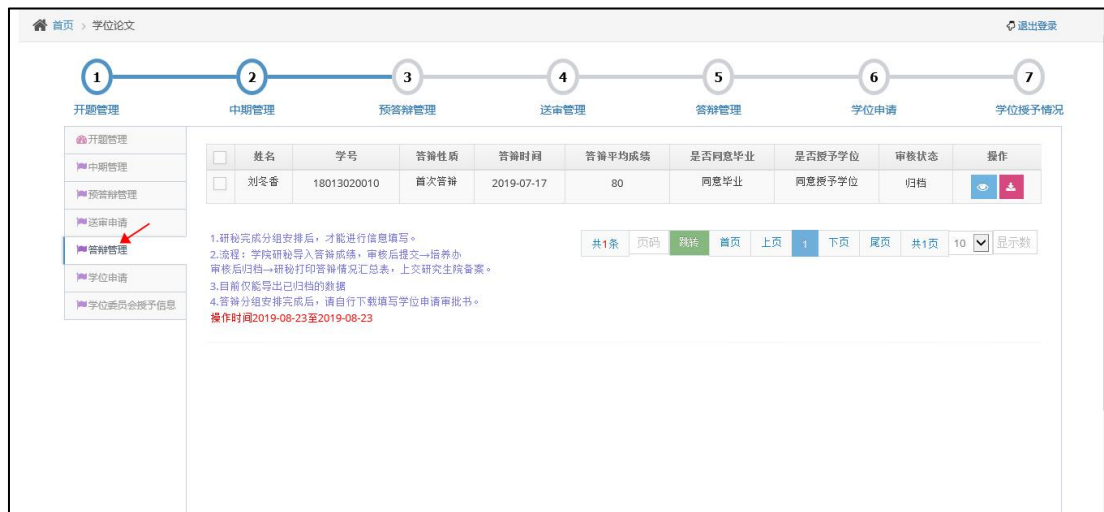 首页 > 学位论文 退出登录
1 2 3 4 5 6 7
开题管理 中期管理 预答辩管理 送审管理 答辩管理 学位申请 学位授予情况
开题管理
中期管理
预答辩管理
送审申请
答辩管理
学位申请
学位委员会授予信息
姓名 学号 答辩性质 答辩时间 答辩平均成绩 是否同意毕业 是否授予学位 审核状态 操作
刘冬香 18013020010 首次答辩 2019-07-17 80 同意毕业 同意授予学位 归档
1.研秘完成分组安排后，才能进行信息填写。
2.流程：学院研秘导入答辩成绩，审核后提交→培养办
审核后归档→研秘打印答辩情况汇总表，上交研究生院备案。
3.目前仅能导出已归档的数据
4.答辩分组安排完成后，请自行下载填写学位申请审批书。
操作时间2019-08-23至2019-08-23
共1条 页码 跳转 首页 上页 1 下页 尾页 共1页 10 显示数